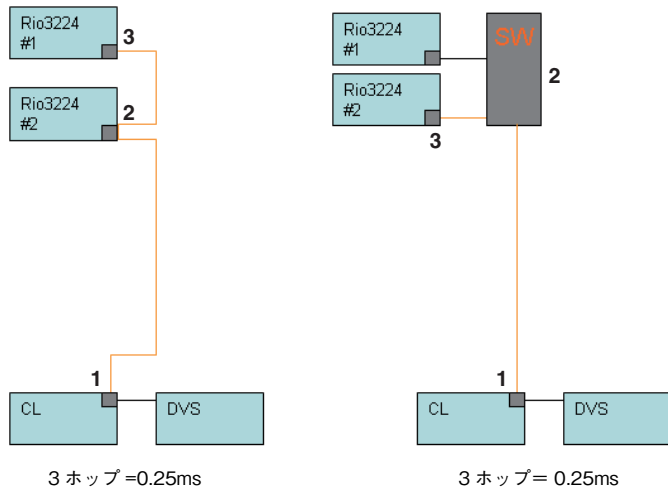 Rio3224
#1
3
Rio3224
#2
2
1
CL
DVS
3 ホップ =0.25ms
Rio3224
#1
SW
2
Rio3224
#2
3
1
CL
DVS
3 ホップ＝ 0.25ms